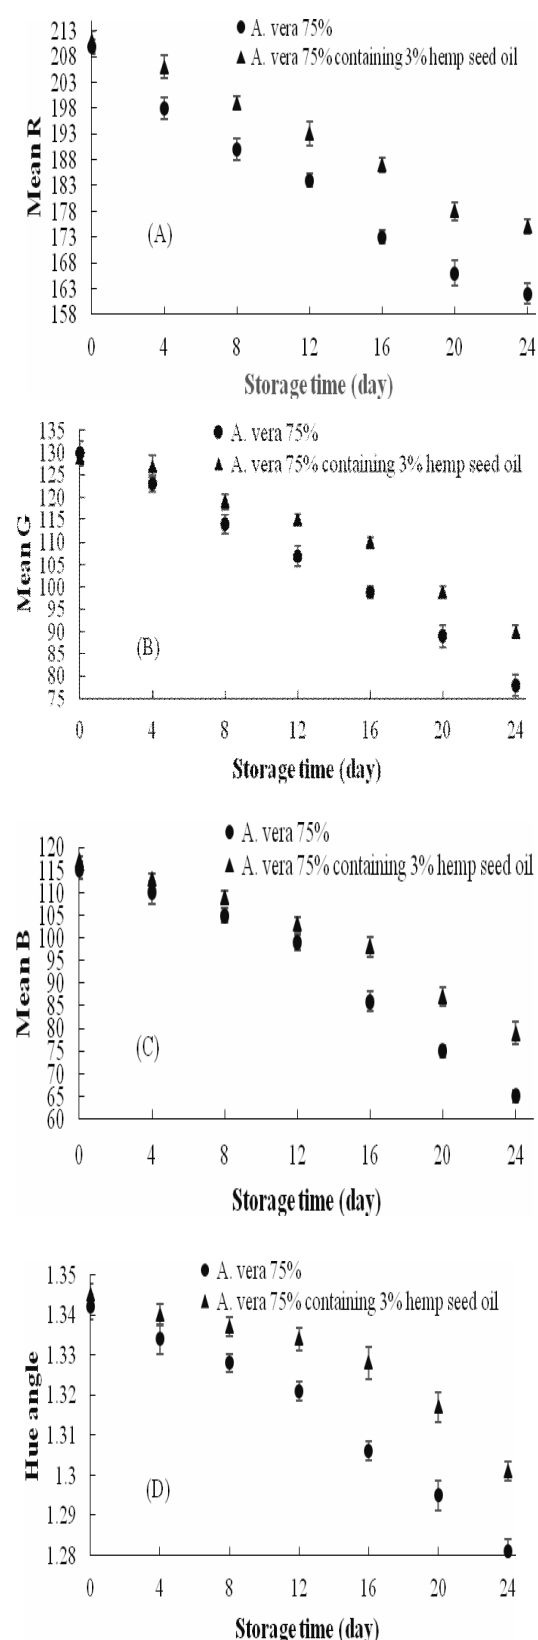 A. vera 75%
A. vera 75% containing 3% hemp seed oil
Mean R
213
208
203
198
193
188
183
178
173
168
163
158
(A)
0 4 8 12 16 20 24
Storage time (day)
A. vera 75%
A. vera 75% containing 3% hemp seed oil
Mean G
135
130
125
120
115
110
105
100
95
90
85
80
75
(B)
0 4 8 12 16 20 24
Storage time (day)
A. vera 75%
A. vera 75% containing 3% hemp seed oil
Mean B
120
115
110
105
100
95
90
85
80
75
70
65
60
(C)
0 4 8 12 16 20 24
Storage time (day)
A. vera 75%
A. vera 75% containing 3% hemp seed oil
Hue angle
1.35
1.34
1.33
1.32
1.31
1.3
1.29
1.28
(D)
0 4 8 12 16 20 24
Storage time (day)